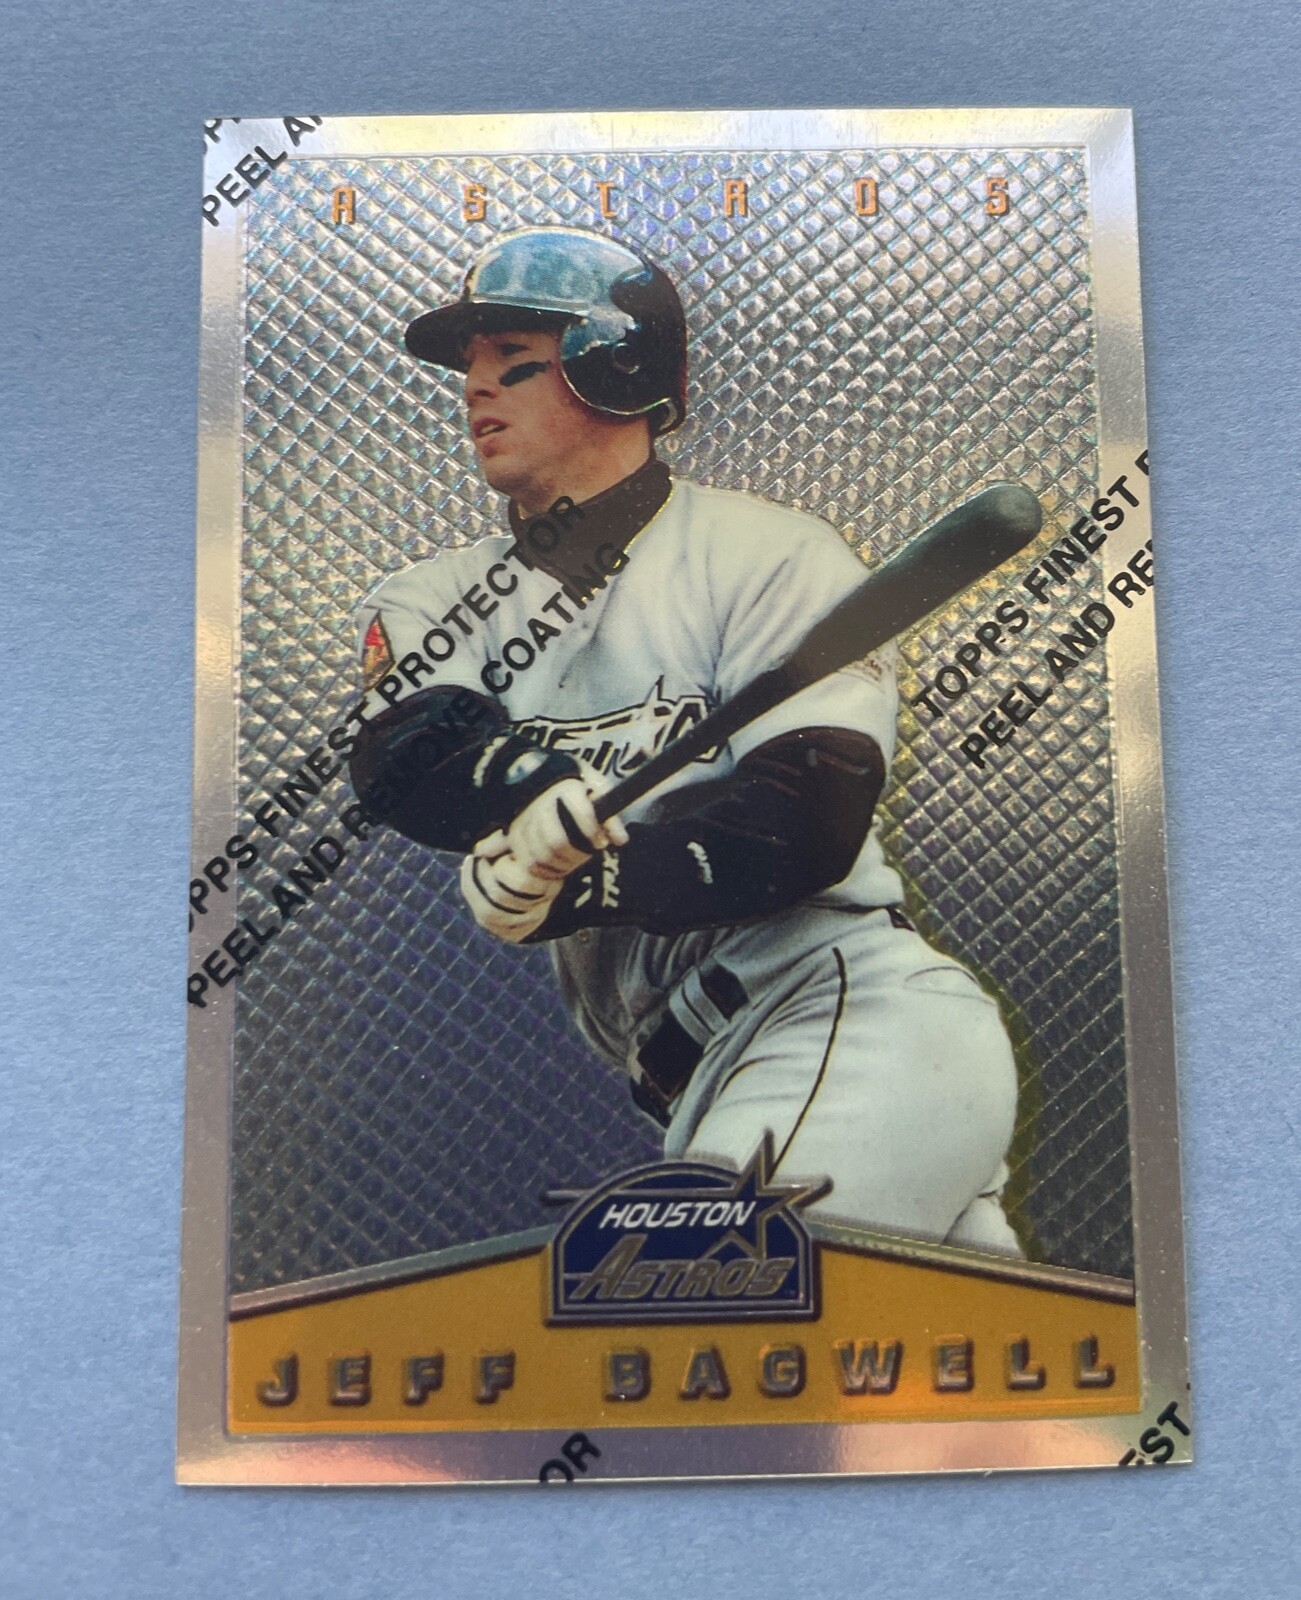 PEEL A
ASTROS
TOPPS FINEST
PEEL AND RE
PROTECTOR
FINEST
PEEL AND REMOVE COATING
TRX
HOUSTON
ASTROS
JEFF BAGWELL
OR
EST